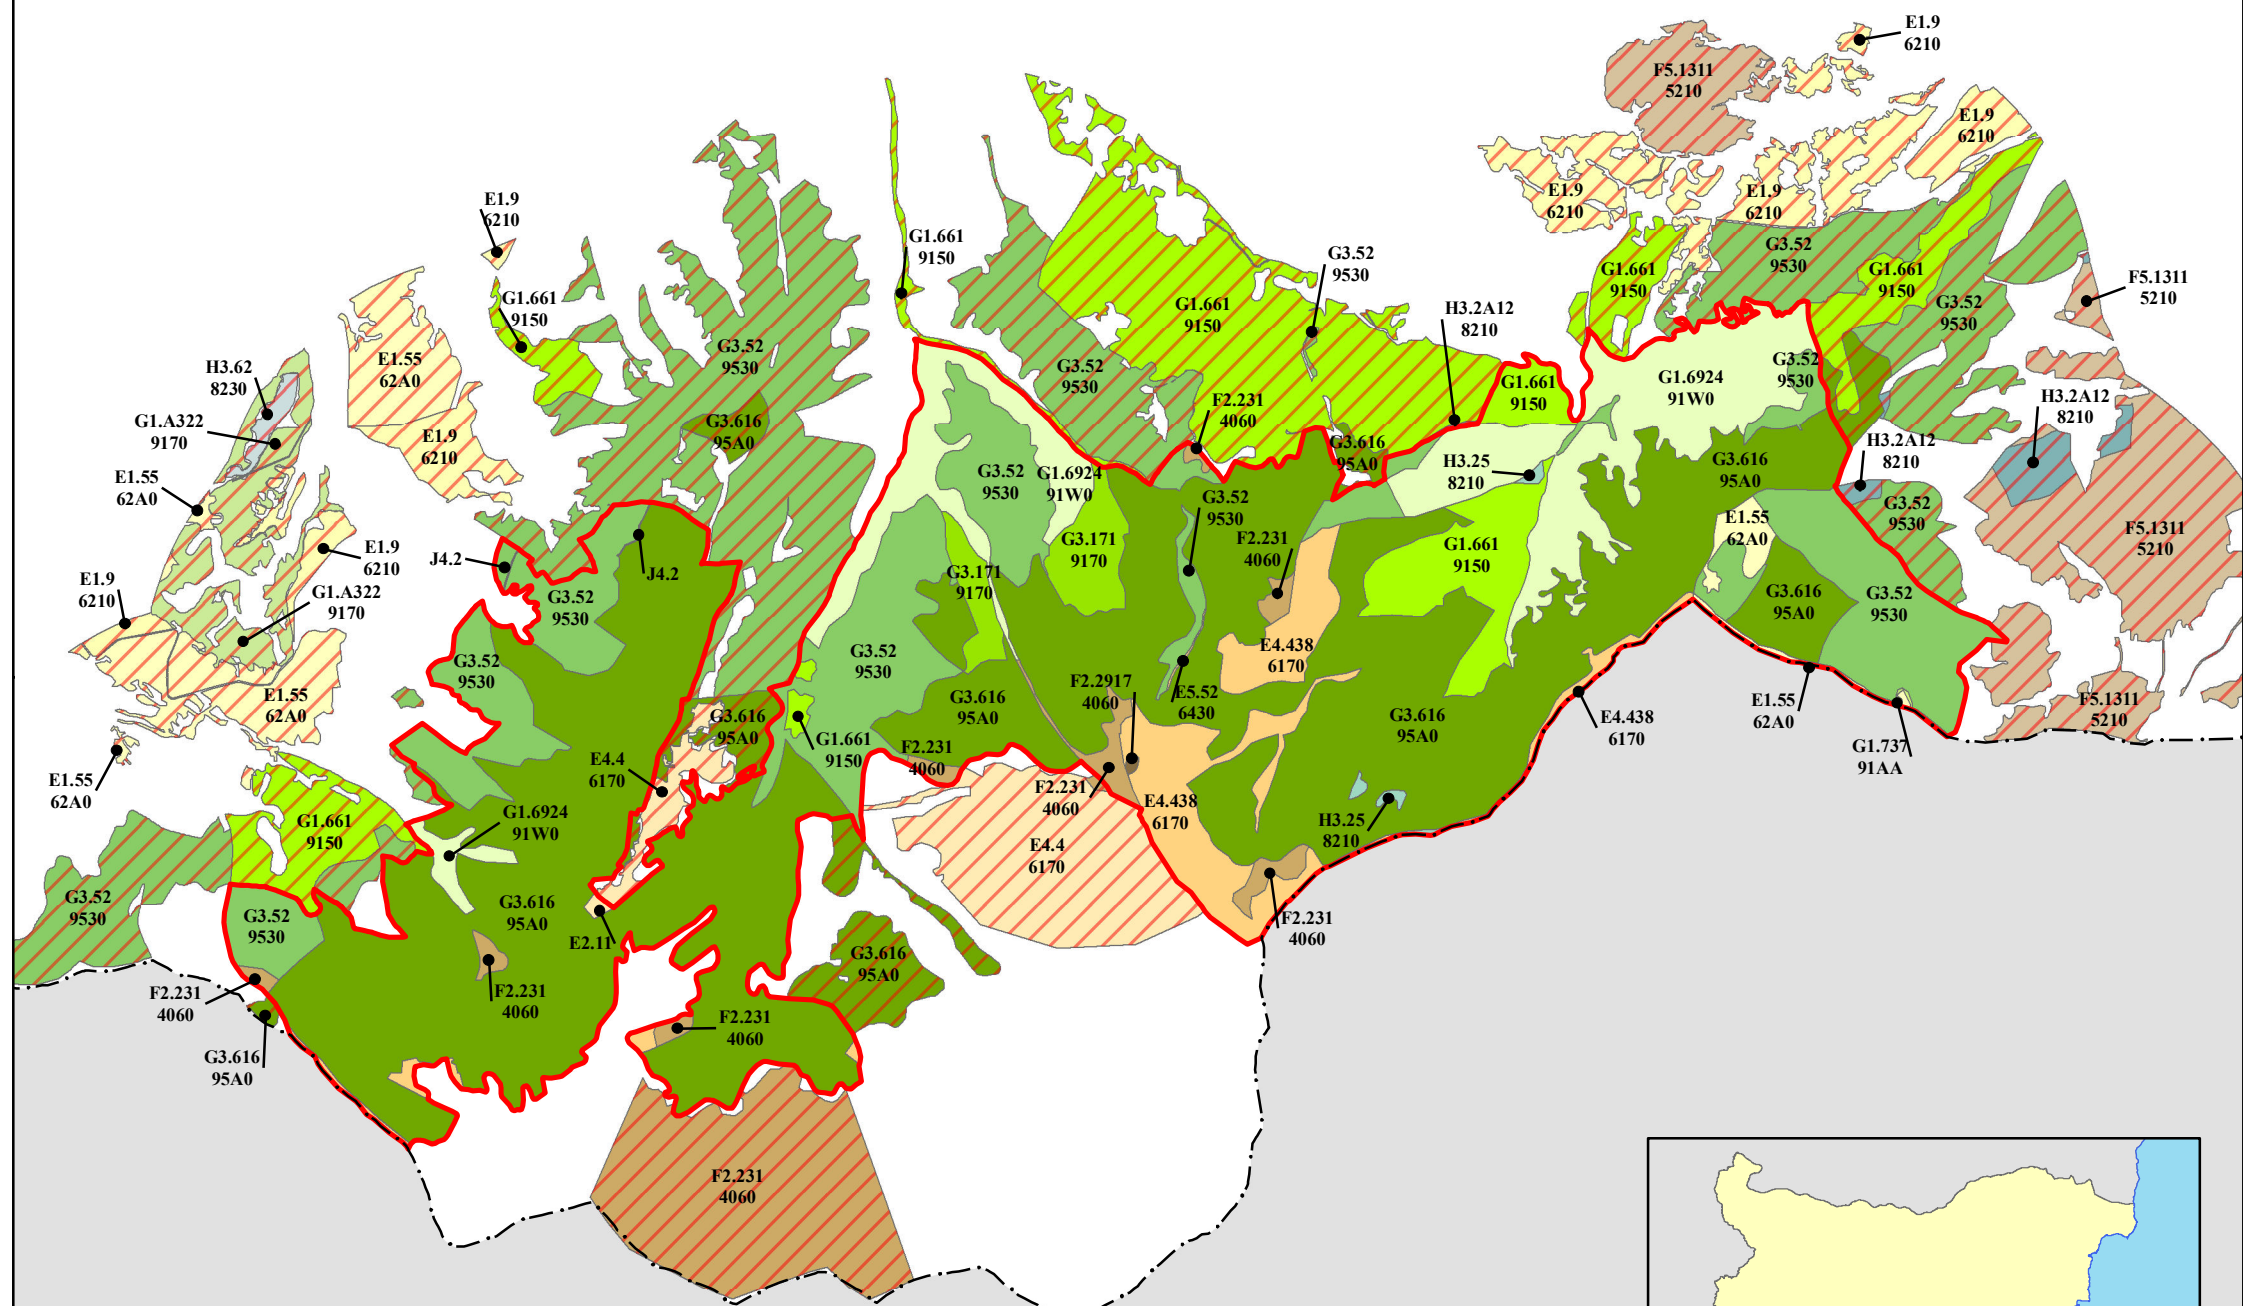 E1.9
6210
F5.1311
5210
E1.9
6210
E1.9
6210
E1.9
6210
E1.9
6210
G1.661
9150
G3.52
9530
G3.52
9530
G1.661
9150
G1.661
9150
F5.1311
5210
G1.661
9150
G1.661
9150
H3.2A12
8210
G3.52
9530
E1.55
62A0
G3.52
9530
G3.52
9530
G3.52
9530
H3.62
8230
G1.6924
91W0
G1.661
9150
F2.231
4060
H3.2A12
8210
G1.A322
9170
G3.616
95A0
E1.9
6210
G3.616
95A0
H3.2A12
8210
G3.616
95A0
H3.25
8210
G3.52
9530
G1.6924
91W0
E1.55
62A0
G3.52
9530
G3.52
9530
E1.55
62A0
F5.1311
5210
G3.171
9170
F2.231
4060
G1.661
9150
E1.9
6210
J4.2
J4.2
G3.171
9170
E1.9
6210
G1.A322
9170
G3.52
9530
G3.616
95A0
G3.52
9530
E4.438
6170
G3.52
9530
G3.52
9530
F2.2917
4060
E5.52
6430
E1.55
62A0
G3.616
95A0
F5.1311
5210
G3.616
95A0
G3.616
95A0
E4.438
6170
E1.55
62A0
G1.661
9150
F2.231
4060
G1.737
91AA
E4.4
6170
E1.55
62A0
F2.231
4060
E4.438
6170
G1.6924
91W0
G1.661
9150
H3.25
8210
E4.4
6170
G3.52
9530
G3.52
9530
G3.616
95A0
E2.11
F2.231
4060
G3.616
95A0
F2.231
4060
F2.231
4060
F2.231
4060
G3.616
95A0
F2.231
4060